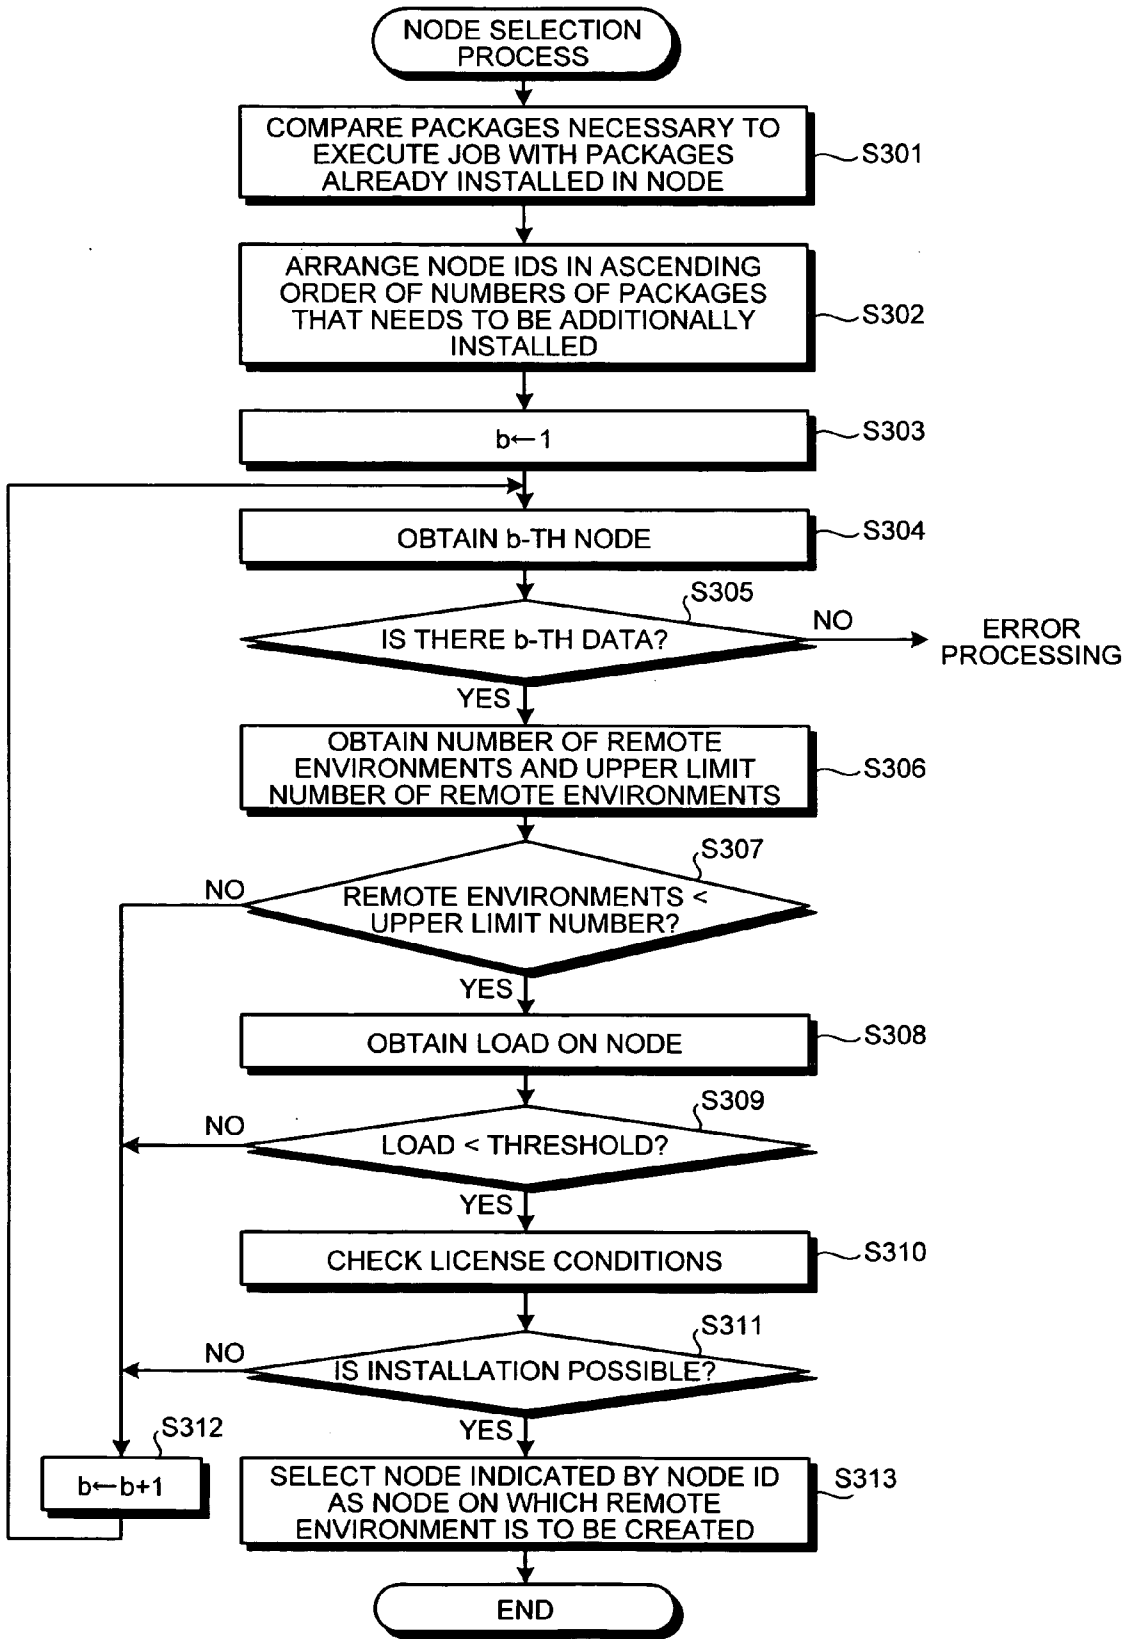 NODE SELECTION
PROCESS
COMPARE PACKAGES NECESSARY TO
EXECUTE JOB WITH PACKAGES
ALREADY INSTALLED IN NODE
S301
ARRANGE NODE IDS IN ASCENDING
ORDER OF NUMBERS OF PACKAGES
THAT NEEDS TO BE ADDITIONALLY
INSTALLED
S302
b←1
S303
OBTAIN b-TH NODE
S304
S305
IS THERE b-TH DATA?
NO
ERROR
PROCESSING
YES
OBTAIN NUMBER OF REMOTE
ENVIRONMENTS AND UPPER LIMIT
NUMBER OF REMOTE ENVIRONMENTS
S306
S307
NO
REMOTE ENVIRONMENTS <
UPPER LIMIT NUMBER?
YES
OBTAIN LOAD ON NODE
S308
S309
NO
LOAD < THRESHOLD?
YES
CHECK LICENSE CONDITIONS
S310
S311
NO
IS INSTALLATION POSSIBLE?
YES
S312
b←b+1
SELECT NODE INDICATED BY NODE ID
AS NODE ON WHICH REMOTE
ENVIRONMENT IS TO BE CREATED
S313
END